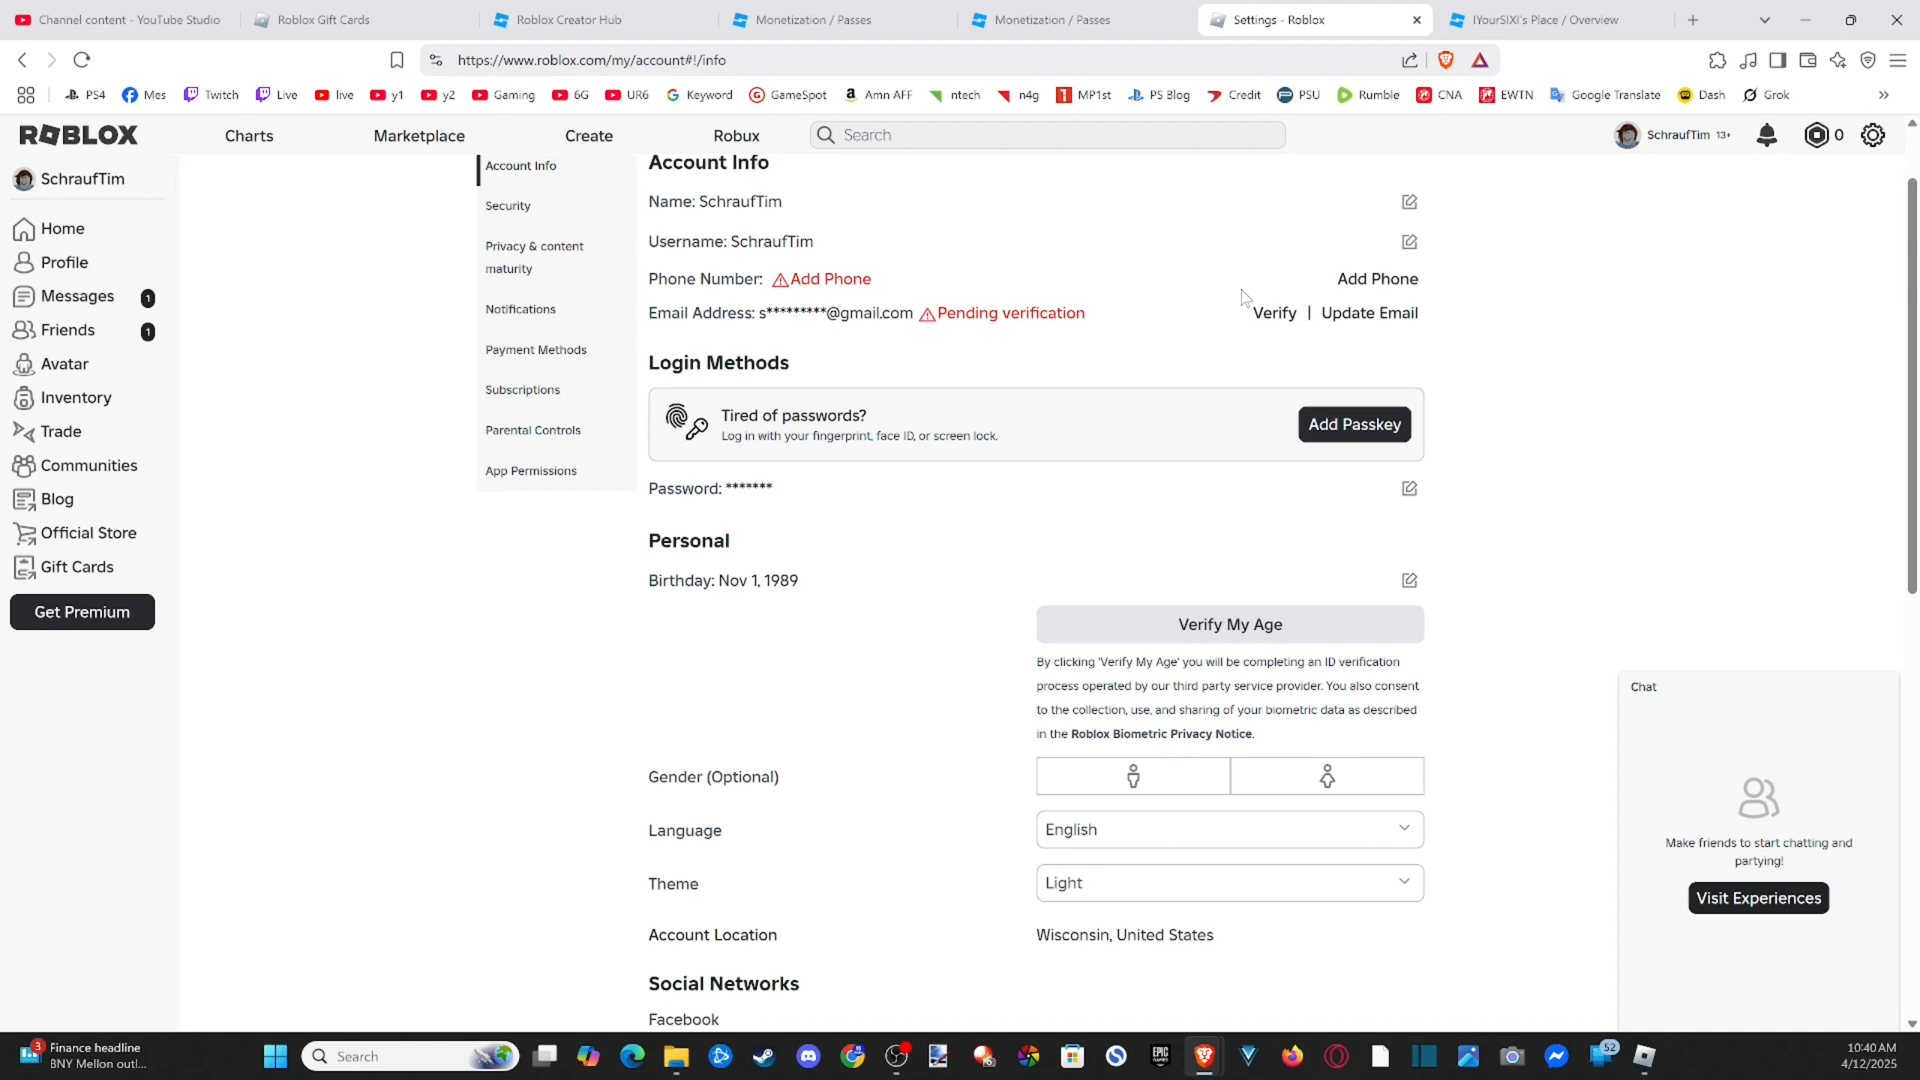 Channel content - YouTube Studio
Roblox Gift Cards
Roblox Creator Hub
Monetization / Passes
Monetization / Passes
Settings - Roblox
IYourSIXI's Place / Overview
https://www.roblox.com/my/account#!/info
PS4
Mes
Twitch
Live
live
y1
y2
Gaming
6G
UR6
Keyword
GameSpot
Amn AFF
ntech
n4g
MP1st
PS Blog
Credit
PSU
Rumble
CNA
EWTN
Google Translate
Dash
Grok
ROBLOX
Charts
Marketplace
Create
Robux
Search
SchraufTim 13+
0
SchraufTim
Home
Profile
Messages 1
Friends 1
Avatar
Inventory
Trade
Communities
Blog
Official Store
Gift Cards
Get Premium
Account Info
Security
Privacy & content
maturity
Notifications
Payment Methods
Subscriptions
Parental Controls
App Permissions
Account Info
Name: SchraufTim
Username: SchraufTim
Phone Number: Add Phone Add Phone
Email Address: s*********@gmail.com Pending verification Verify | Update Email
Login Methods
Tired of passwords?
Log in with your fingerprint, face ID, or screen lock.
Add Passkey
Password: *******
Personal
Birthday: Nov 1, 1989
Verify My Age
By clicking 'Verify My Age' you will be completing an ID verification
process operated by our third party service provider. You also consent
to the collection, use, and sharing of your biometric data as described
in the Roblox Biometric Privacy Notice.
Gender (Optional)
Language English
Theme Light
Account Location Wisconsin, United States
Social Networks
Facebook
Chat
Make friends to start chatting and
partying!
Visit Experiences
3
Finance headline
BNY Mellon outl...
Search
EPIC
GAMES
52
10:40 AM
4/12/2025